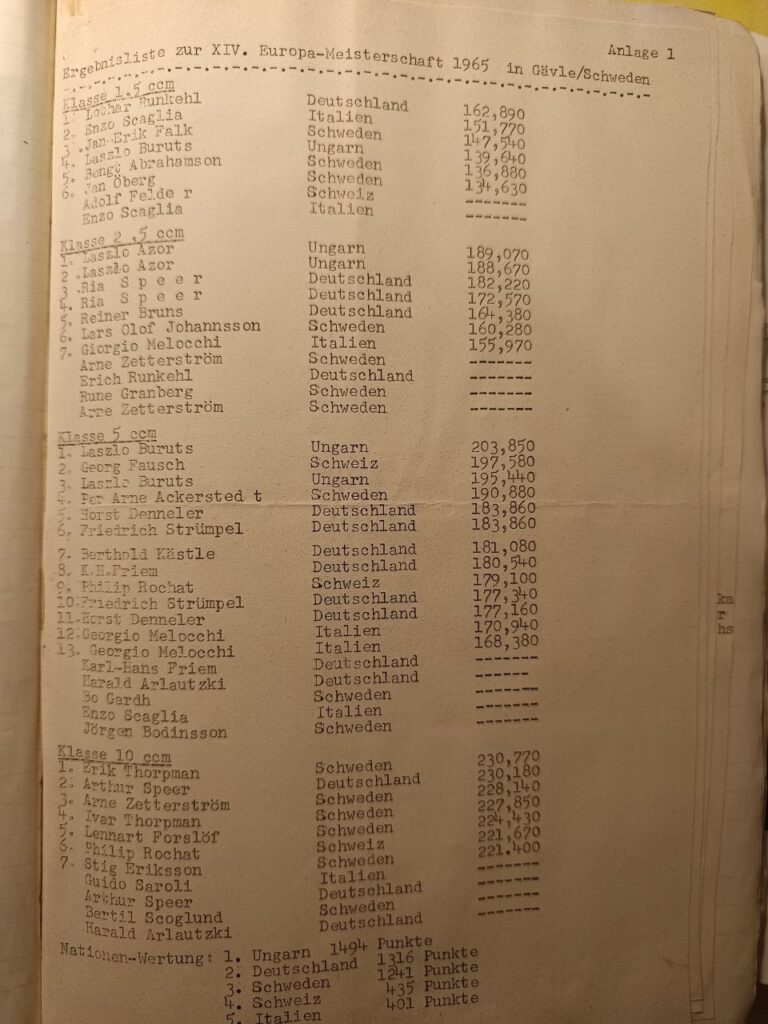 Anlage 1
Ergebnisliste zur XIV. Europa-Meisterschaft 1965 in Gävle/Schweden
Klasse 1,5 ccm
1. Lothar Runkehl Deutschland 162,890
2. Enzo Scaglia Italien 151,770
3. Jan-Erik Falk Schweden 147,540
4. Laszlo Buruts Ungarn 139,640
5. Bengt Abrahamson Schweden 136,880
6. Jan Öberg Schweden 134,630
Adolf Felde r Schweiz -------
Enzo Scaglia Italien -------
Klasse 2,5 ccm
1. Laszlo Azor Ungarn 189,070
2. Laszlo Azor Ungarn 188,670
3. Ria S p e e r Deutschland 182,220
4. Ria S p e e r Deutschland 172,570
5. Reiner Bruns Deutschland 164,380
6. Lars Olof Johannsson Schweden 160,280
7. Giorgio Melocchi Italien 155,970
Arne Zetterström Schweden -------
Erich Runkehl Deutschland -------
Rune Granberg Schweden -------
Arre Zetterström Schweden -------
Klasse 5 ccm
1. Laszlo Buruts Ungarn 203,850
2. Georg Fausch Schweiz 197,580
3. Laszlo Buruts Ungarn 195,440
4. Per Arne Ackersted t Schweden 190,880
5. Horst Denneler Deutschland 183,860
6. Friedrich Strümpel Deutschland 183,860
7. Berthold Kästle Deutschland 181,080
8. K.H.Friem Deutschland 180,540
9. Philip Rochat Schweiz 179,100
10.Friedrich Strümpel Deutschland 177,340
11.Horst Denneler Deutschland 177,160
12.Georgio Melocchi Italien 170,940
13. Georgio Melocchi Italien 168,380
Karl-Hans Friem Deutschland -------
Harald Arlautzki Deutschland ------
Bo Gardh Schweden -------
Enzo Scaglia Italien -------
Jörgen Bodinsson Schweden -------
Klasse 10 ccm
1. Erik Thorpman Schweden 230,770
2. Arthur Speer Deutschland 230,180
3. Arne Zetterström Schweden 228,140
4. Ivar Thorpman Schweden 227,850
5. Lennart Forslöf Schweden 224,430
6. Philip Rochat Schweiz 221,670
7. Stig Eriksson Schweden 221.400
Guido Saroli Italien -------
Arthur Speer Deutschland -------
Bertil Scoglund Schweden -------
Harald Arlautzki Deutschland -------
Nationen-Wertung: 1. Ungarn 1494 Punkte
2. Deutschland 1316 Punkte
3. Schweden 1241 Punkte
4. Schweiz 435 Punkte
5. Italien 401 Punkte
ka
r
hs